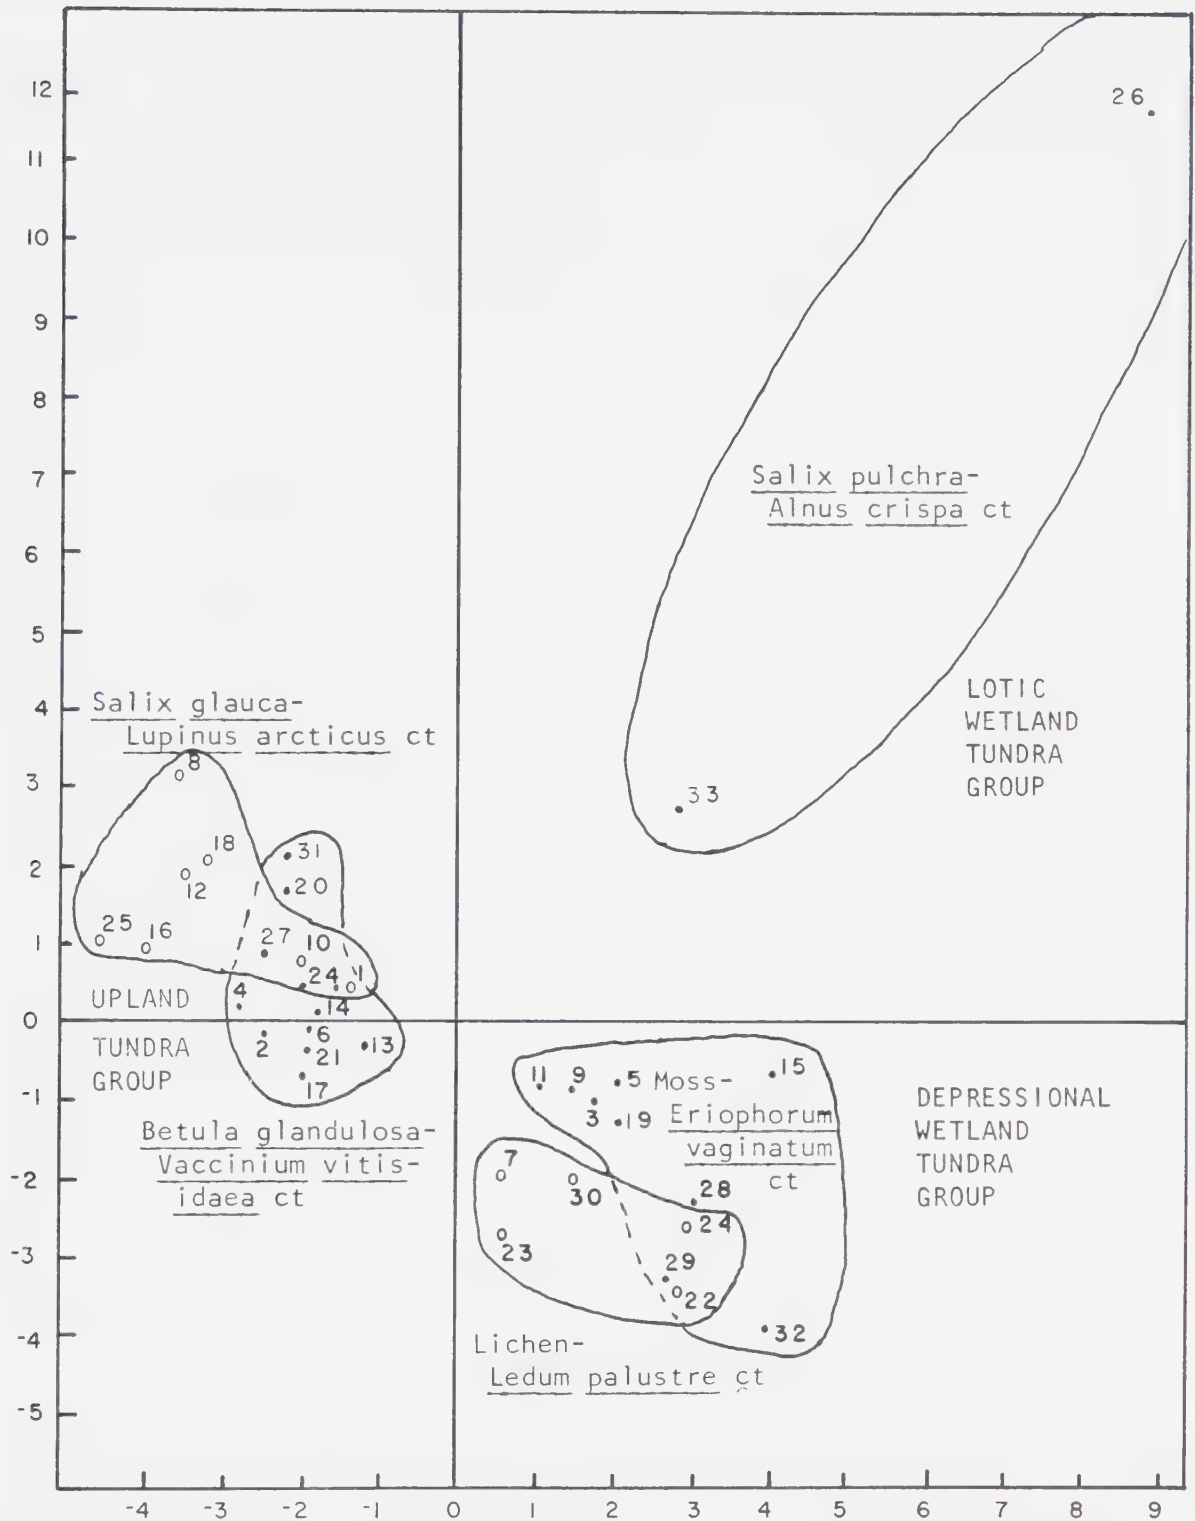 12
11
10
9
8
7
6
5
4
3
2
1
0
-1
-2
-3
-4
-5
26
Salix pulchra-
Alnus crispa ct
LOTIC
WETLAND
TUNDRA
GROUP
33
Salix glauca-
Lupinus arcticus ct
8
18
12
25
16
31
20
27
10
24
1
4
14
UPLAND
TUNDRA
GROUP
2
6
21
13
17
Betula glandulosa-
Vaccinium vitis-
idaea ct
11
9
5
3
19
15
Moss-
Eriophorum
vaginatum
ct
DEPRESSIONAL
WETLAND
TUNDRA
GROUP
7
30
28
24
23
29
22
32
Lichen-
Ledum palustre ct
-4 -3 -2 -1 0 1 2 3 4 5 6 7 8 9